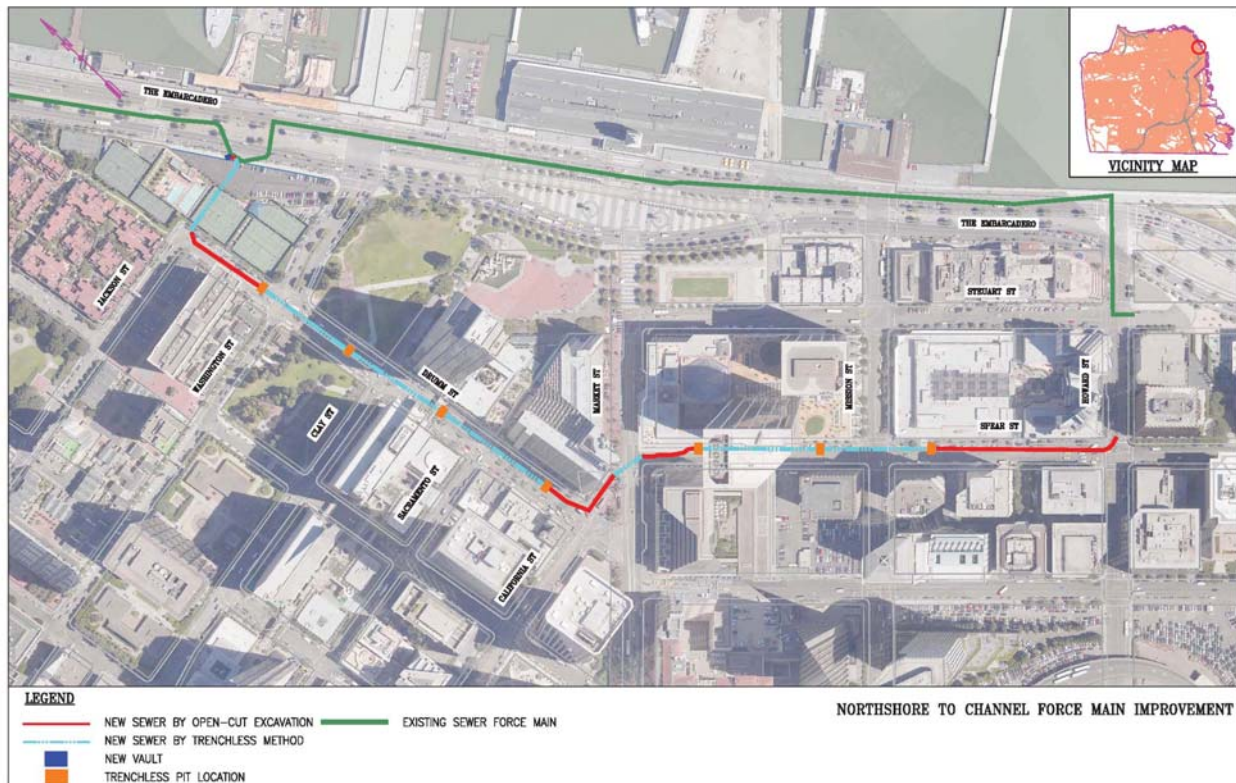 THE EMBARCADERO
VICINITY MAP
THE EMBARCADERO
STEUART ST
JACKSON ST
WASHINGTON ST
CLAY ST
DRUMM ST
SACRAMENTO ST
CALIFORNIA ST
MARKET ST
MISSION ST
HOWARD ST
SPEAR ST
LEGEND
NEW SEWER BY OPEN-CUT EXCAVATION
EXISTING SEWER FORCE MAIN
NEW SEWER BY TRENCHLESS METHOD
NEW VAULT
TRENCHLESS PIT LOCATION
NORTHSHORE TO CHANNEL FORCE MAIN IMPROVEMENT